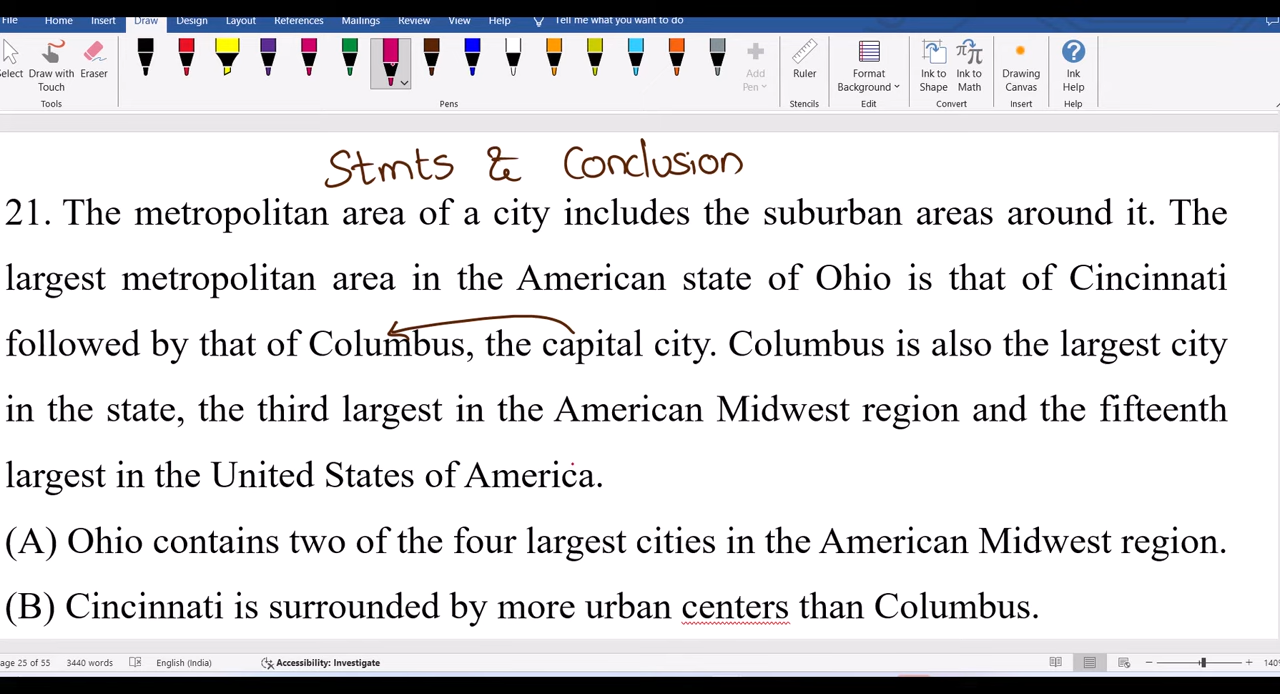 File Home Insert Draw Design Layout References Mailings Review View Help Tell me what you want to do
Select Draw with Touch Eraser Add Pen Ruler Format Background Ink to Shape Ink to Math Drawing Canvas Ink Help
Tools Pens Stencils Edit Convert Insert Help
Stmts & Conclusion
21. The metropolitan area of a city includes the suburban areas around it. The
largest metropolitan area in the American state of Ohio is that of Cincinnati
followed by that of Columbus, the capital city. Columbus is also the largest city
in the state, the third largest in the American Midwest region and the fifteenth
largest in the United States of America.
(A) Ohio contains two of the four largest cities in the American Midwest region.
(B) Cincinnati is surrounded by more urban centers than Columbus.
age 25 of 55 3440 words English (India) Accessibility: Investigate 140